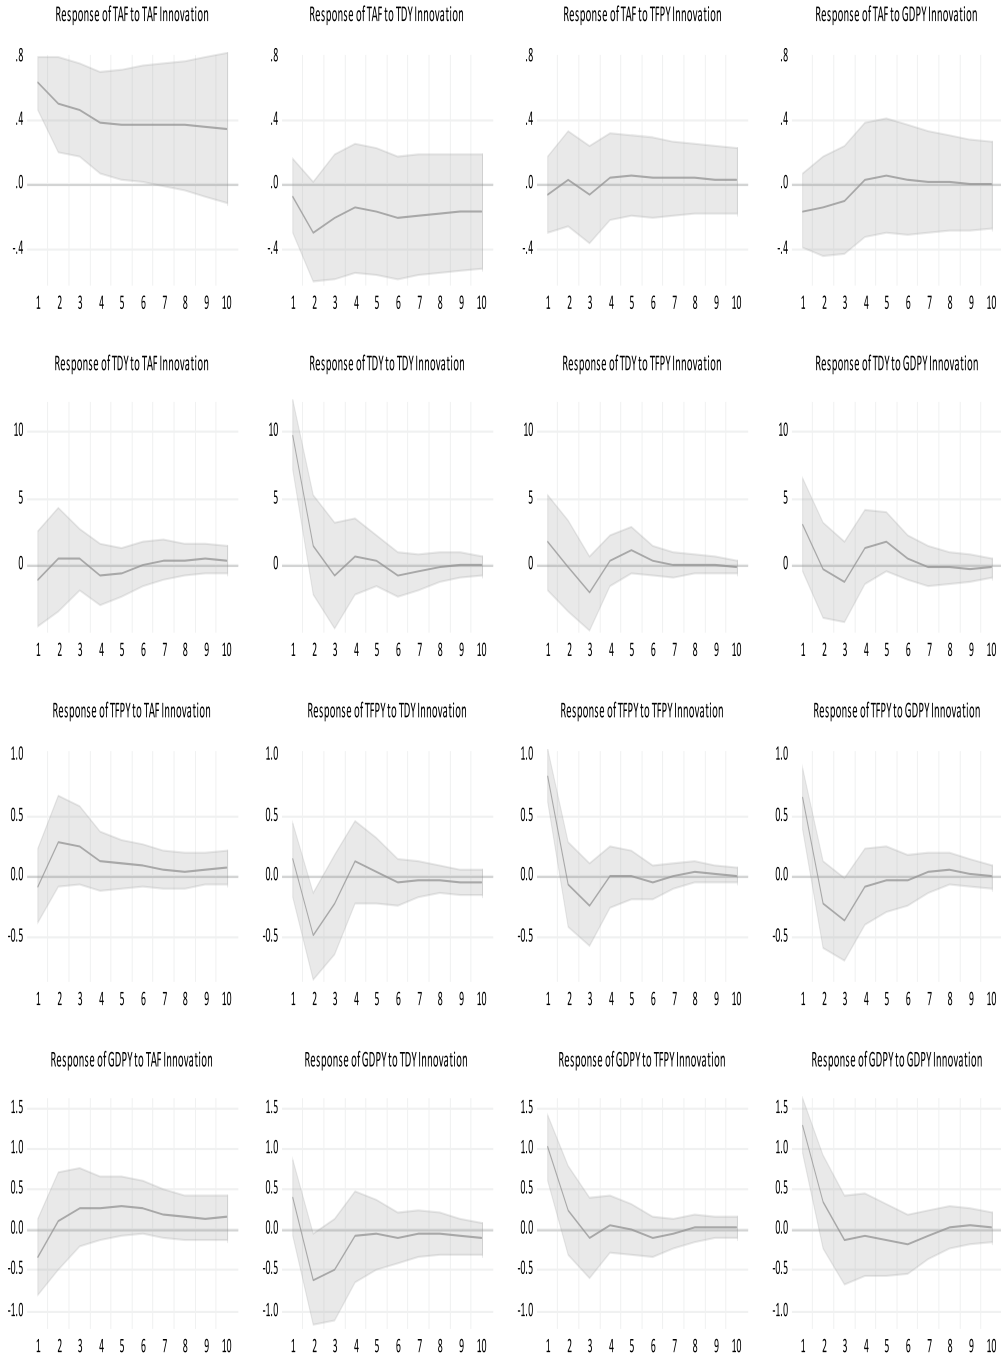 Response of TAF to TAF Innovation
Response of TAF to TDY Innovation
Response of TAF to TFPY Innovation
Response of TAF to GDPY Innovation
.8 .8 .8 .8
.4 .4 .4 .4
.0 .0 .0 .0
-.4 -.4 -.4 -.4
1 2 3 4 5 6 7 8 9 10
1 2 3 4 5 6 7 8 9 10
1 2 3 4 5 6 7 8 9 10
1 2 3 4 5 6 7 8 9 10
Response of TDY to TAF Innovation
Response of TDY to TDY Innovation
Response of TDY to TFPY Innovation
Response of TDY to GDPY Innovation
10 10 10 10
5 5 5 5
0 0 0 0
1 2 3 4 5 6 7 8 9 10
1 2 3 4 5 6 7 8 9 10
1 2 3 4 5 6 7 8 9 10
1 2 3 4 5 6 7 8 9 10
Response of TFPY to TAF Innovation
Response of TFPY to TDY Innovation
Response of TFPY to TFPY Innovation
Response of TFPY to GDPY Innovation
1.0 1.0 1.0 1.0
0.5 0.5 0.5 0.5
0.0 0.0 0.0 0.0
-0.5 -0.5 -0.5 -0.5
1 2 3 4 5 6 7 8 9 10
1 2 3 4 5 6 7 8 9 10
1 2 3 4 5 6 7 8 9 10
1 2 3 4 5 6 7 8 9 10
Response of GDPY to TAF Innovation
Response of GDPY to TDY Innovation
Response of GDPY to TFPY Innovation
Response of GDPY to GDPY Innovation
1.5 1.5 1.5 1.5
1.0 1.0 1.0 1.0
0.5 0.5 0.5 0.5
0.0 0.0 0.0 0.0
-0.5 -0.5 -0.5 -0.5
-1.0 -1.0 -1.0 -1.0
1 2 3 4 5 6 7 8 9 10
1 2 3 4 5 6 7 8 9 10
1 2 3 4 5 6 7 8 9 10
1 2 3 4 5 6 7 8 9 10